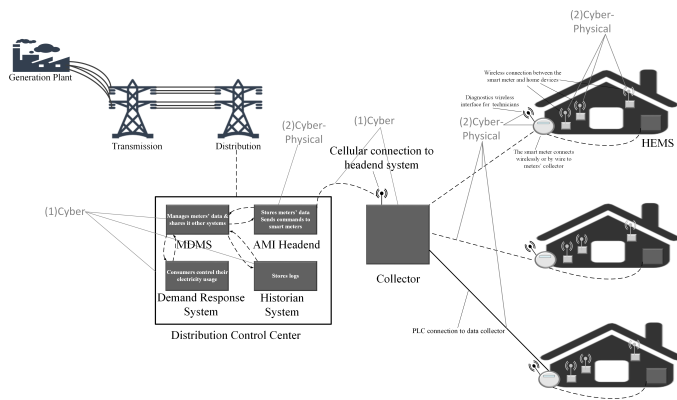 (2)Cyber-
Physical
Generation Plant
Wireless connection between the
smart meter and home devices
Diagnostics wireless
interface for technicians
(1)Cyber
(2)Cyber-
Physical
(2)Cyber-
Physical
Transmission
Distribution
Cellular connection to
headend system
HEMS
The smart meter connects
wirelessly or by wire to
meters' collector
(1)Cyber
Manages meters' data &
shares it other systems
MDMS
Stores meters' data
Sends commands to
smart meters
AMI Headend
Consumers control their
electricity usage
Demand Response
System
Stores logs
Historian
System
Collector
Distribution Control Center
PLC connection to data collector